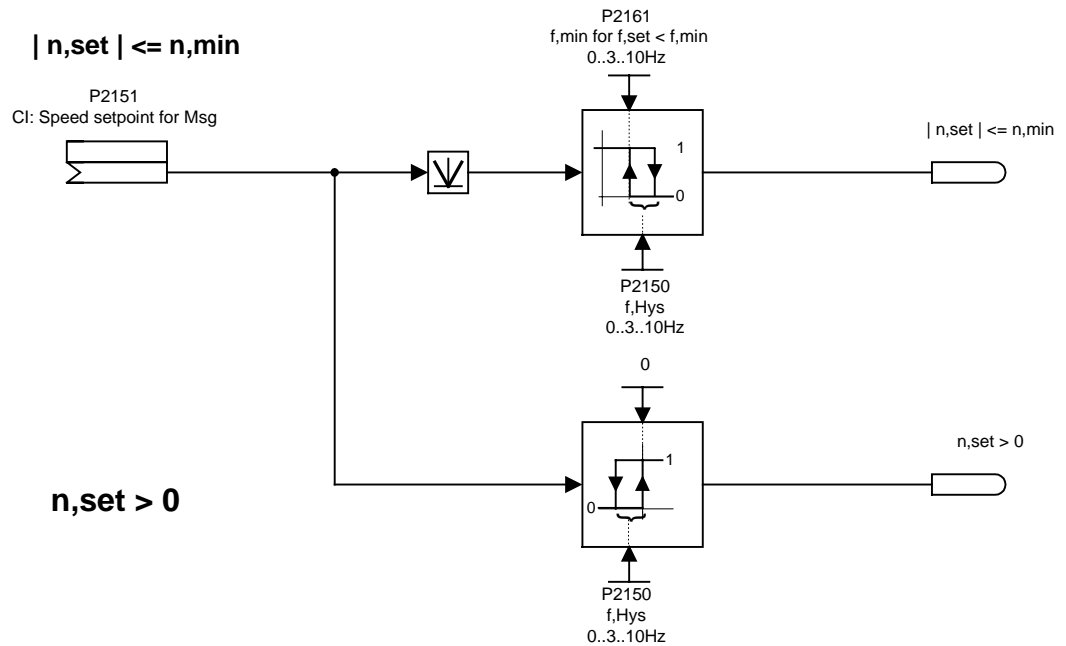 | n,set | <= n,min
P2151
CI: Speed setpoint for Msg
P2161
f,min for f,set < f,min
0..3..10Hz
1
0
| n,set | <= n,min
P2150
f,Hys
0..3..10Hz
n,set > 0
0
1
0
n,set > 0
P2150
f,Hys
0..3..10Hz